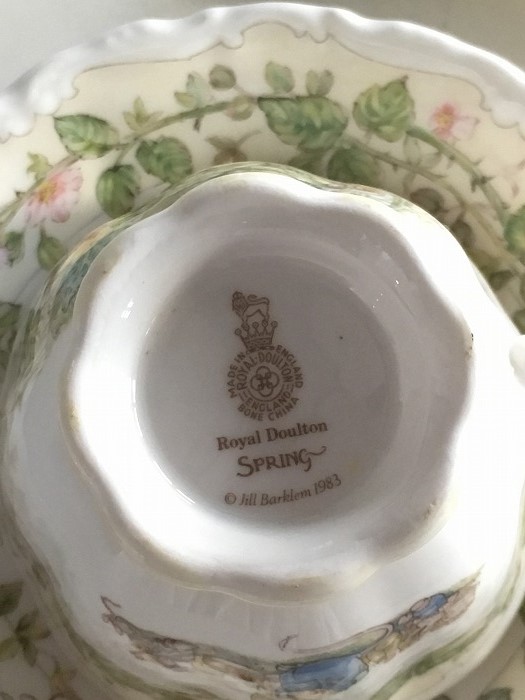 MADE IN ENGLAND
ROYAL·DOULTON
ENGLAND
BONE CHINA
Royal Doulton
SPRING
© Jill Barklem 1983